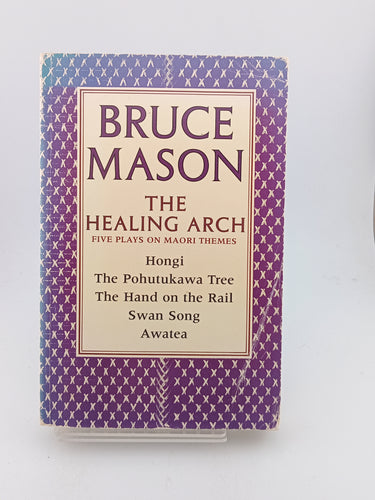 BRUCE
MASON
THE
HEALING ARCH
FIVE PLAYS ON MAORI THEMES
Hongi
The Pohutukawa Tree
The Hand on the Rail
Swan Song
Awatea